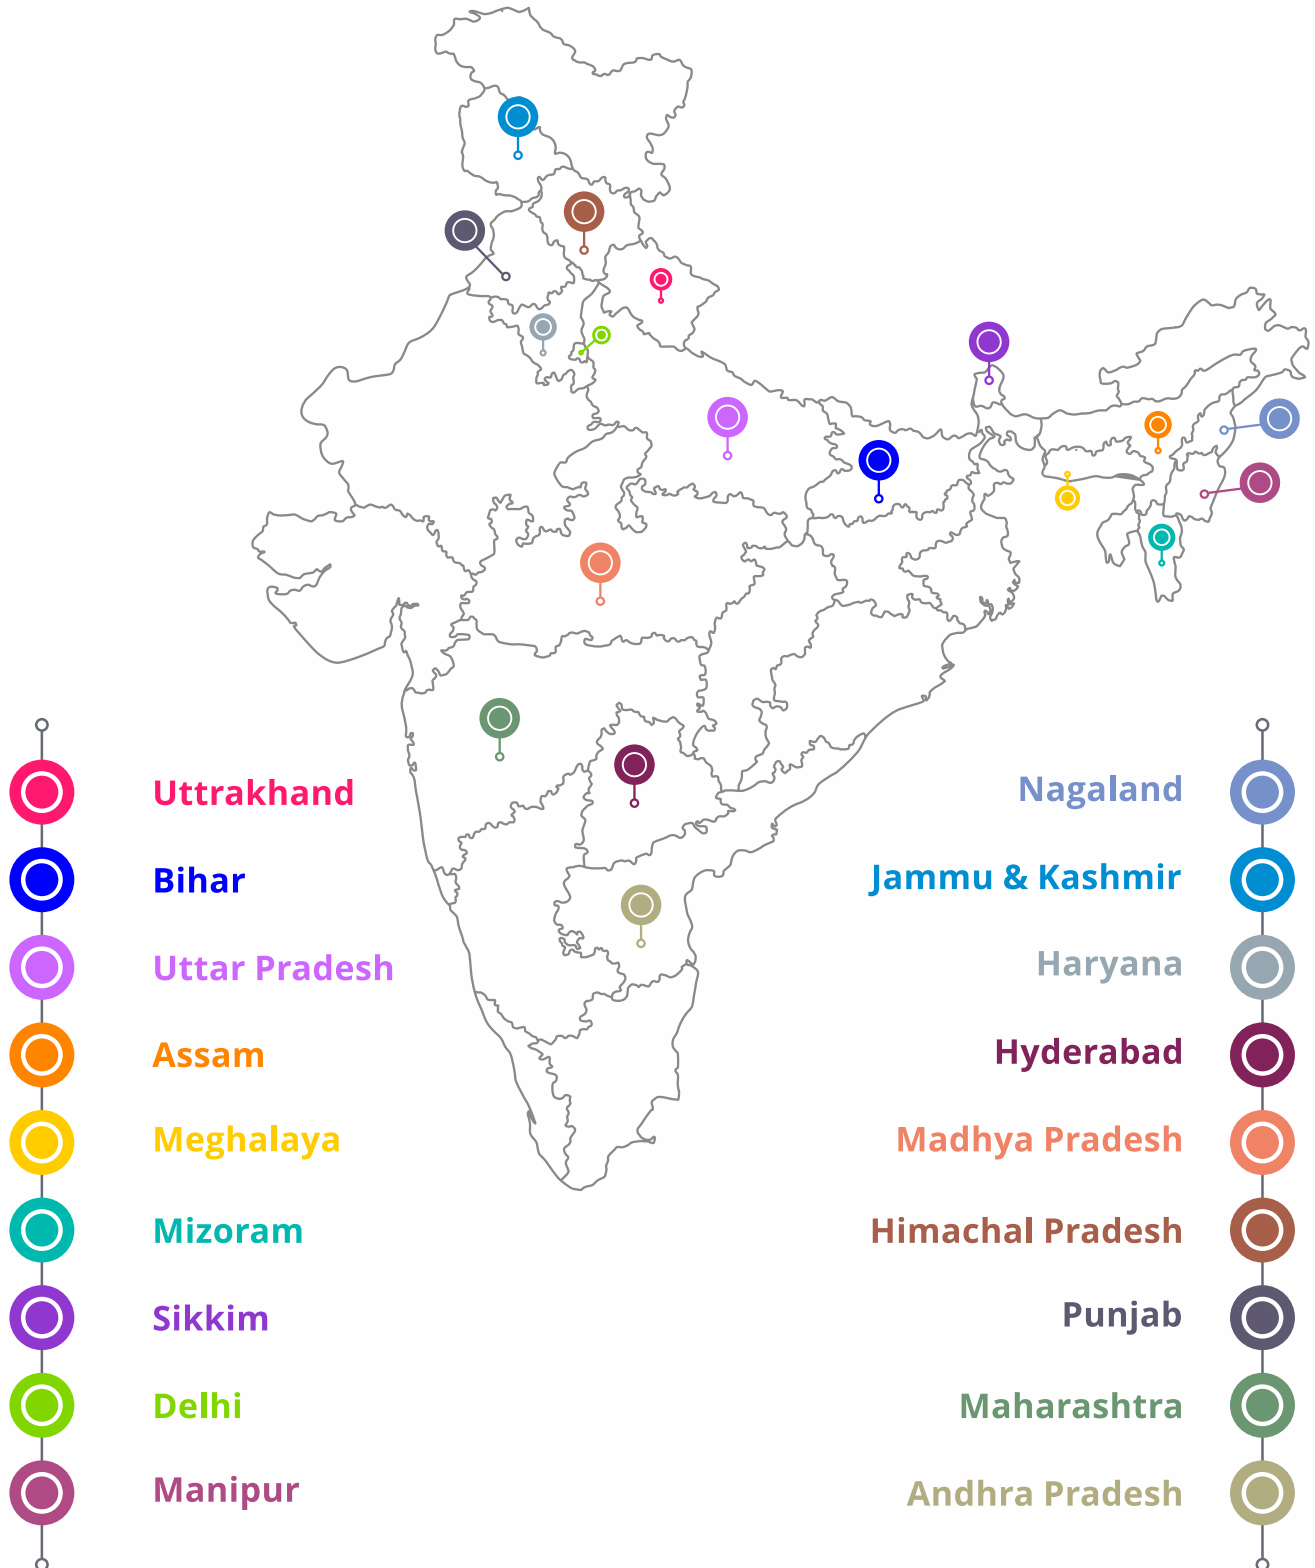 Uttrakhand
Bihar
Uttar Pradesh
Assam
Meghalaya
Mizoram
Sikkim
Delhi
Manipur
Nagaland
Jammu & Kashmir
Haryana
Hyderabad
Madhya Pradesh
Himachal Pradesh
Punjab
Maharashtra
Andhra Pradesh